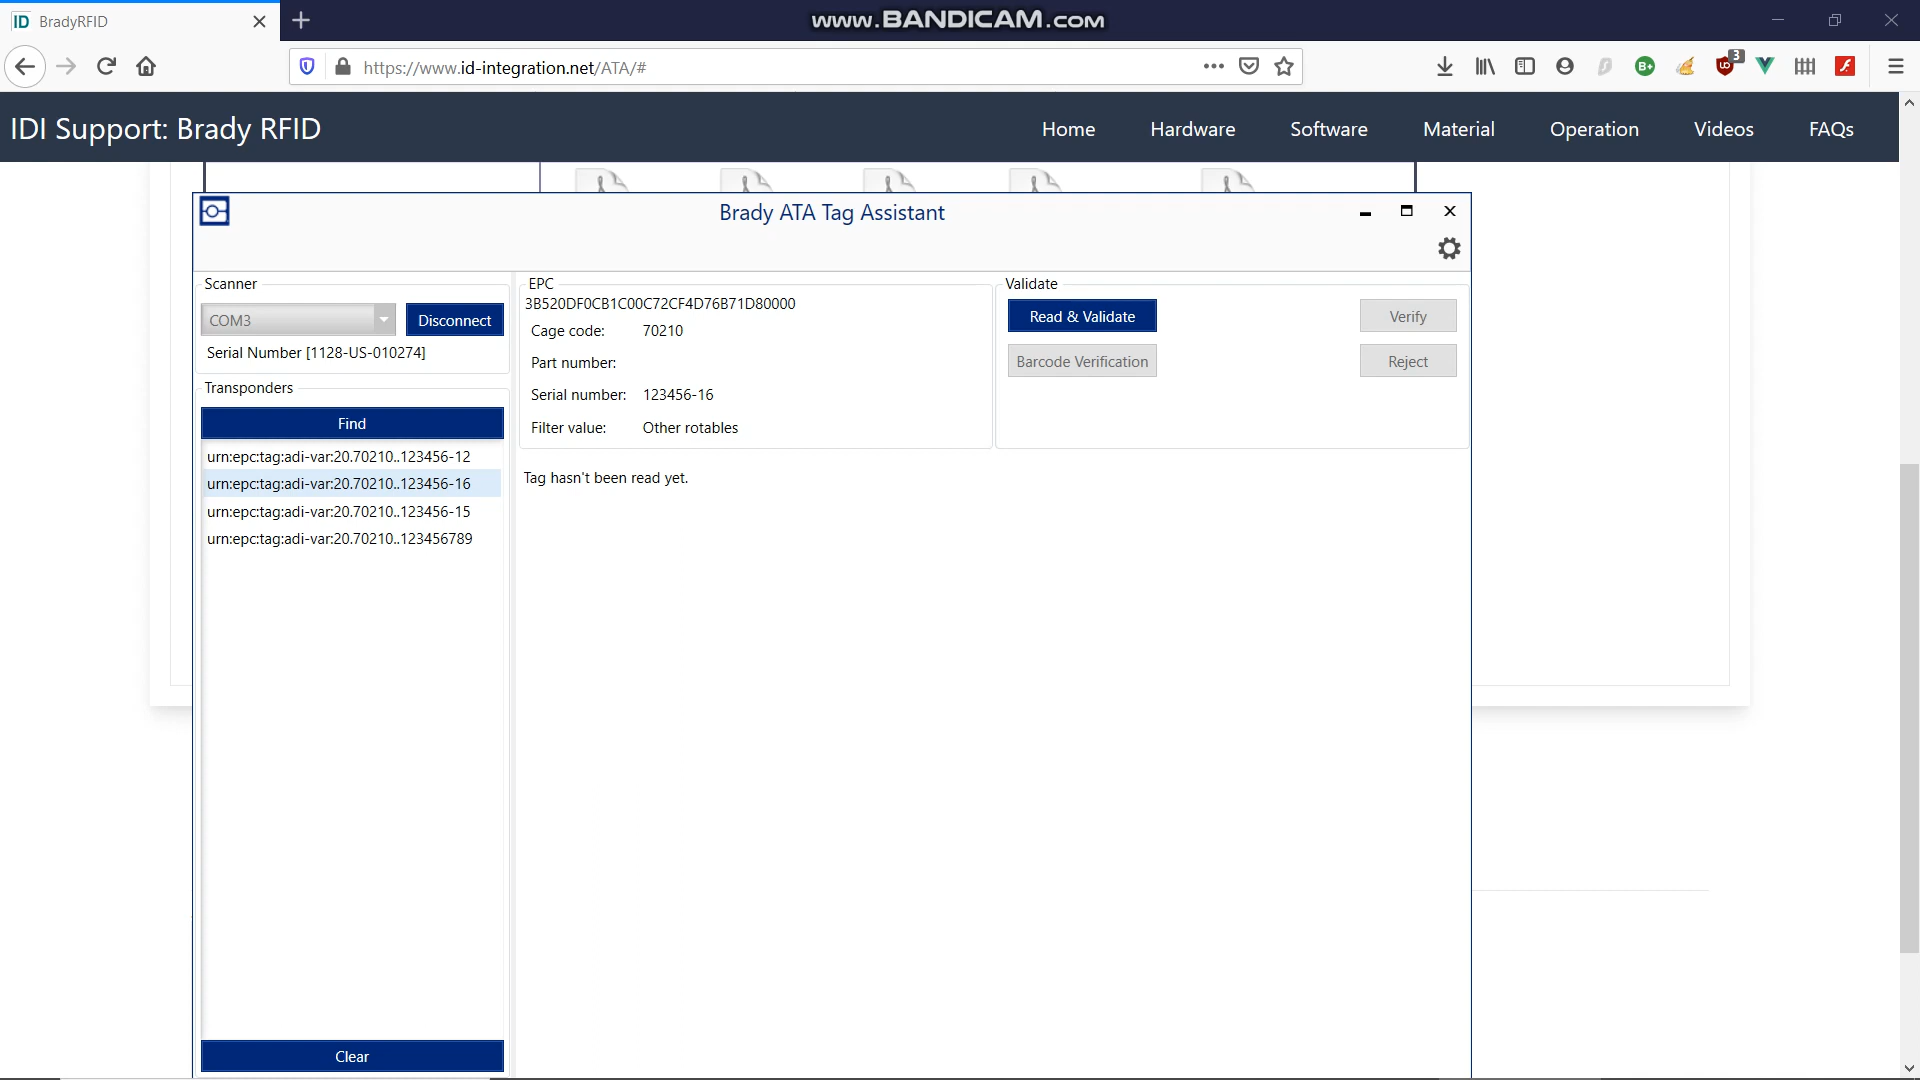 ID BradyRFID
www.BANDICAM.com
https://www.id-integration.net/ATA/#
B+
3
IDI Support: Brady RFID
Home
Hardware
Software
Material
Operation
Videos
FAQs
Brady ATA Tag Assistant
Scanner
COM3
Disconnect
Serial Number [1128-US-010274]
Transponders
Find
urn:epc:tag:adi-var:20.70210..123456-12
urn:epc:tag:adi-var:20.70210..123456-16
urn:epc:tag:adi-var:20.70210..123456-15
urn:epc:tag:adi-var:20.70210..123456789
Clear
EPC
3B520DF0CB1C00C72CF4D76B71D80000
Cage code: 70210
Part number:
Serial number: 123456-16
Filter value: Other rotables
Tag hasn't been read yet.
Validate
Read & Validate
Verify
Barcode Verification
Reject